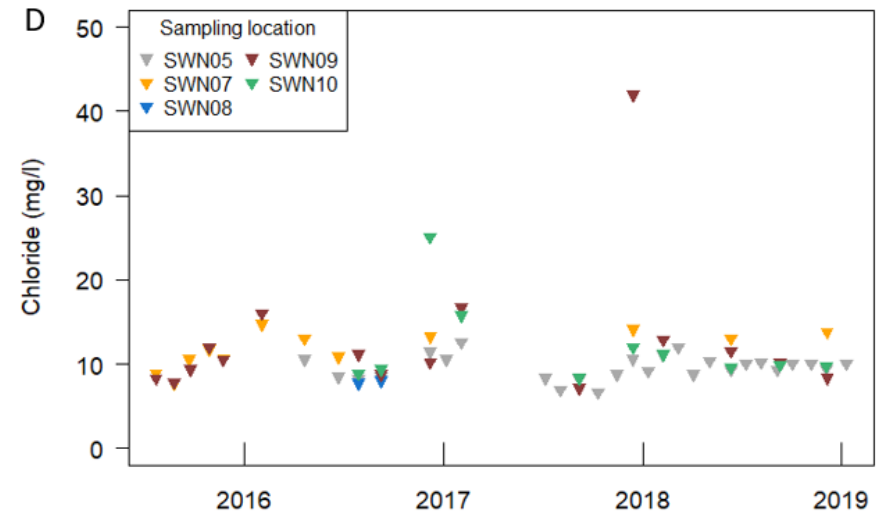 D
Sampling location
SWN05 SWN09
SWN07 SWN10
SWN08
Chloride (mg/l)
50
40
30
20
10
0
2016 2017 2018 2019